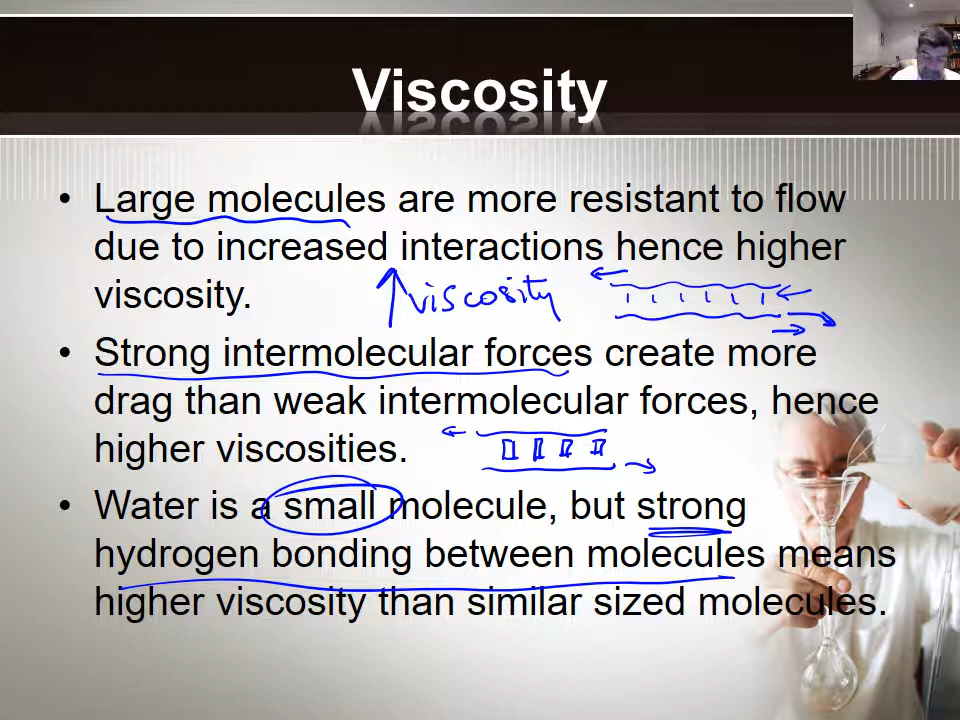 Viscosity
• Large molecules are more resistant to flow
due to increased interactions hence higher
viscosity.
viscosity
• Strong intermolecular forces create more
drag than weak intermolecular forces, hence
higher viscosities.
• Water is a small molecule, but strong
hydrogen bonding between molecules means
higher viscosity than similar sized molecules.